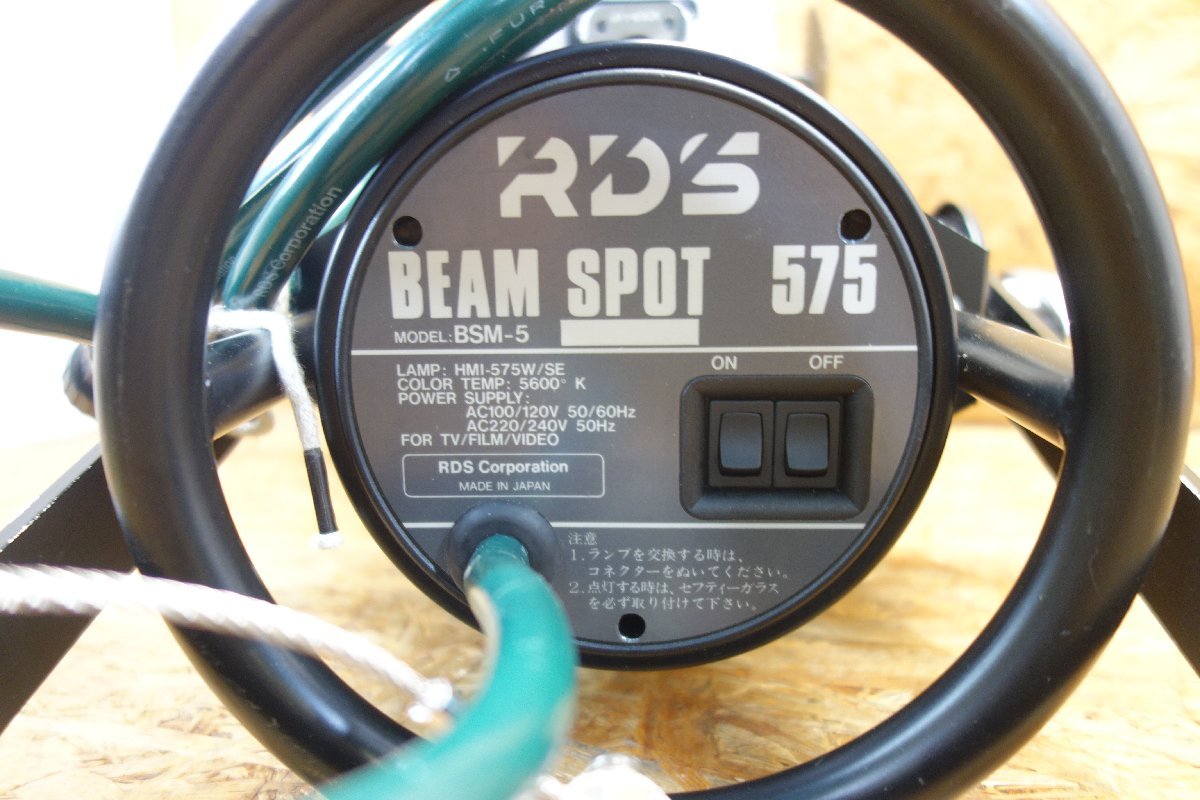 FUR
RDS Corporation
RDS
BEAM SPOT 575
MODEL: BSM-5
LAMP: HMI-575W/SE
COLOR TEMP: 5600° K
POWER SUPPLY:
AC100/120V 50/60Hz
AC220/240V 50Hz
FOR TV/FILM/VIDEO
ON OFF
RDS Corporation
MADE IN JAPAN
注意
1. ランプを交換する時は、
コネクターをぬいてください。
2. 点灯する時は、セフティーガラス
を必ず取り付けて下さい。